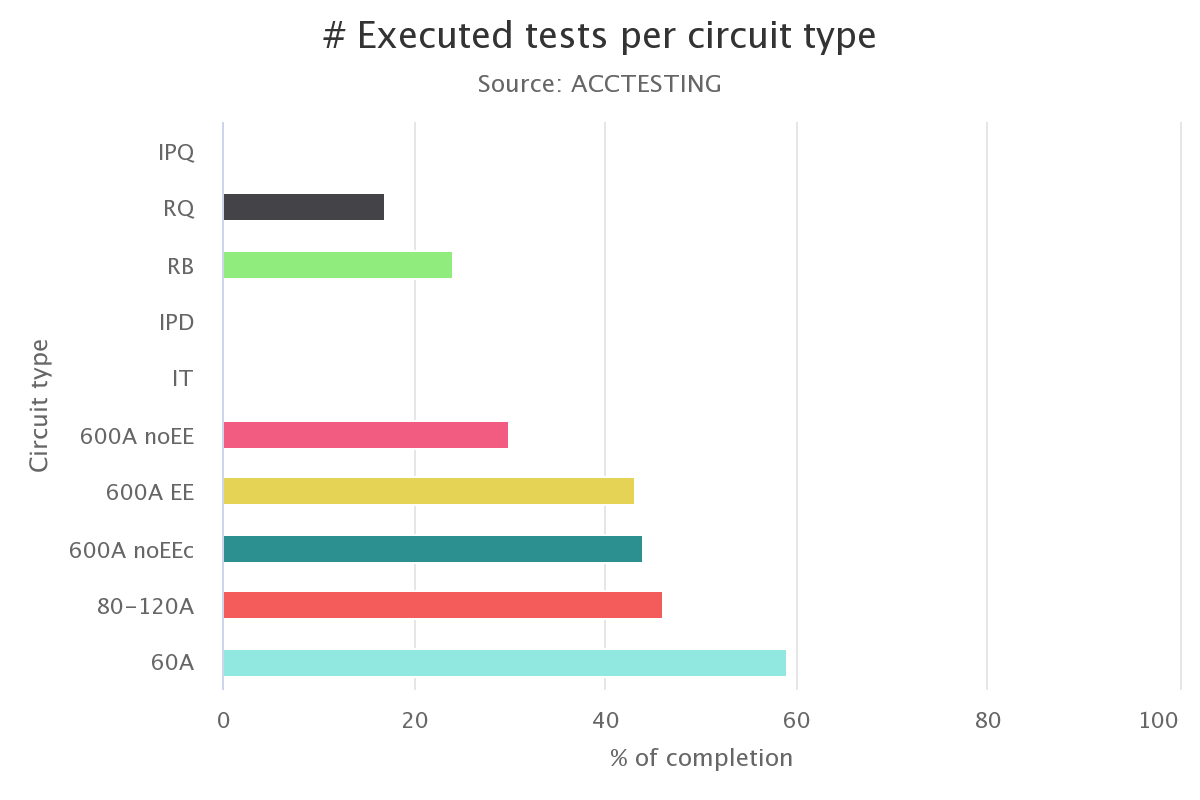 # Executed tests per circuit type
Source: ACCTESTING
Circuit type
IPQ
RQ
RB
IPD
IT
600A noEE
600A EE
600A noEEc
80−120A
60A
0 20 40 60 80 100
% of completion